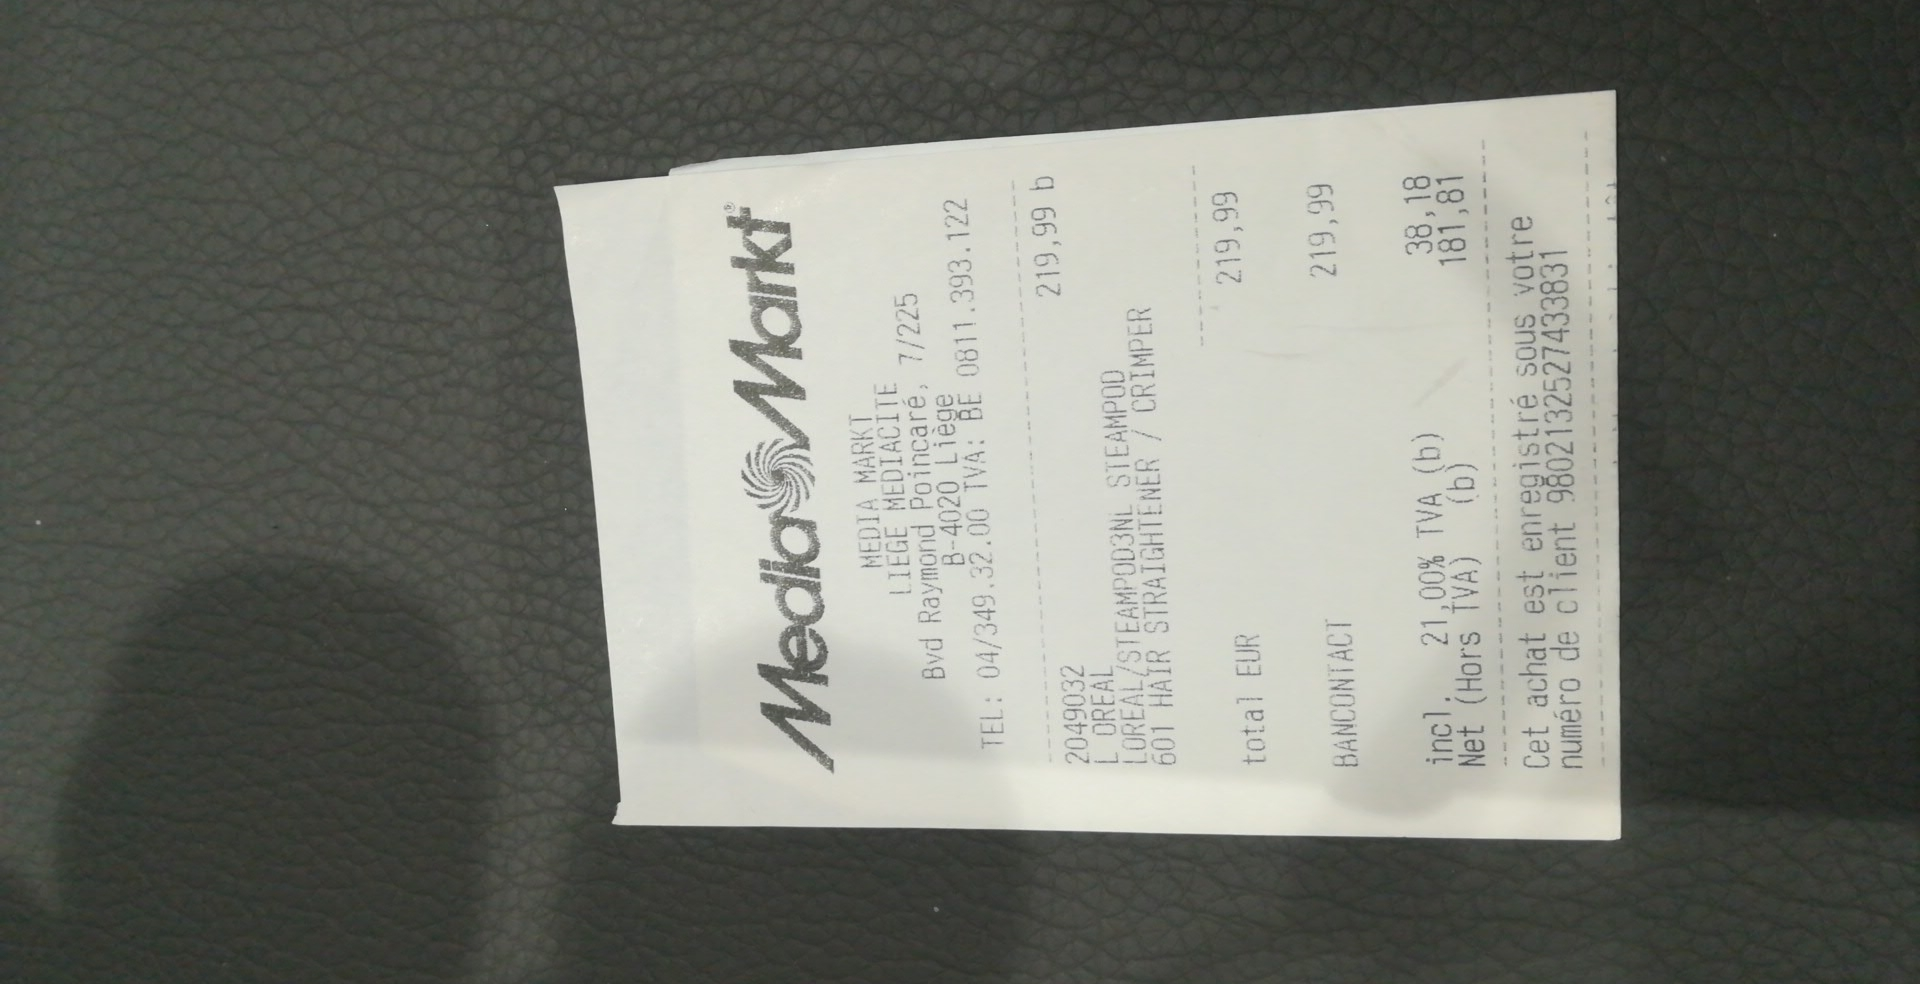 MediaMarkt®
MEDIA MARKT
LIEGE MEDIACITE
Bvd Raymond Poincaré, 7/225
B-4020 Liège
TEL: 04/349.32.00 TVA: BE 0811.393.122
219,99 b
2049032
L OREAL
LOREAL/STEAMPOD3NL STEAMPOD
601 HAIR STRAIGHTENER / CRIMPER
total EUR 219,99
BANCONTACT 219,99
incl. 21,00% TVA (b) 38,18
Net (Hors TVA) (b) 181,81
Cet achat est enregistré sous votre
numéro de client 9802132527433831